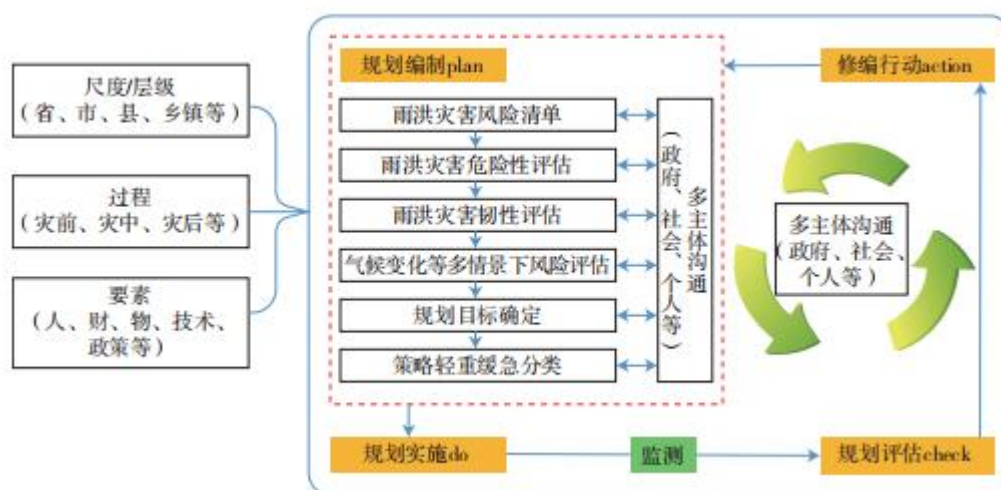 尺度/层级
（省、市、县、乡镇等）
过程
（灾前、灾中、灾后等）
要素
（人、财、物、技术、
政策等）
规划编制plan
雨洪灾害风险清单
雨洪灾害危险性评估
雨洪灾害韧性评估
气候变化等多情景下风险评估
规划目标确定
策略轻重缓急分类
多主体沟通
（政府、社会、个人等）
修编行动action
多主体沟通
（政府、社会、
个人等）
规划实施do
监测
规划评估check